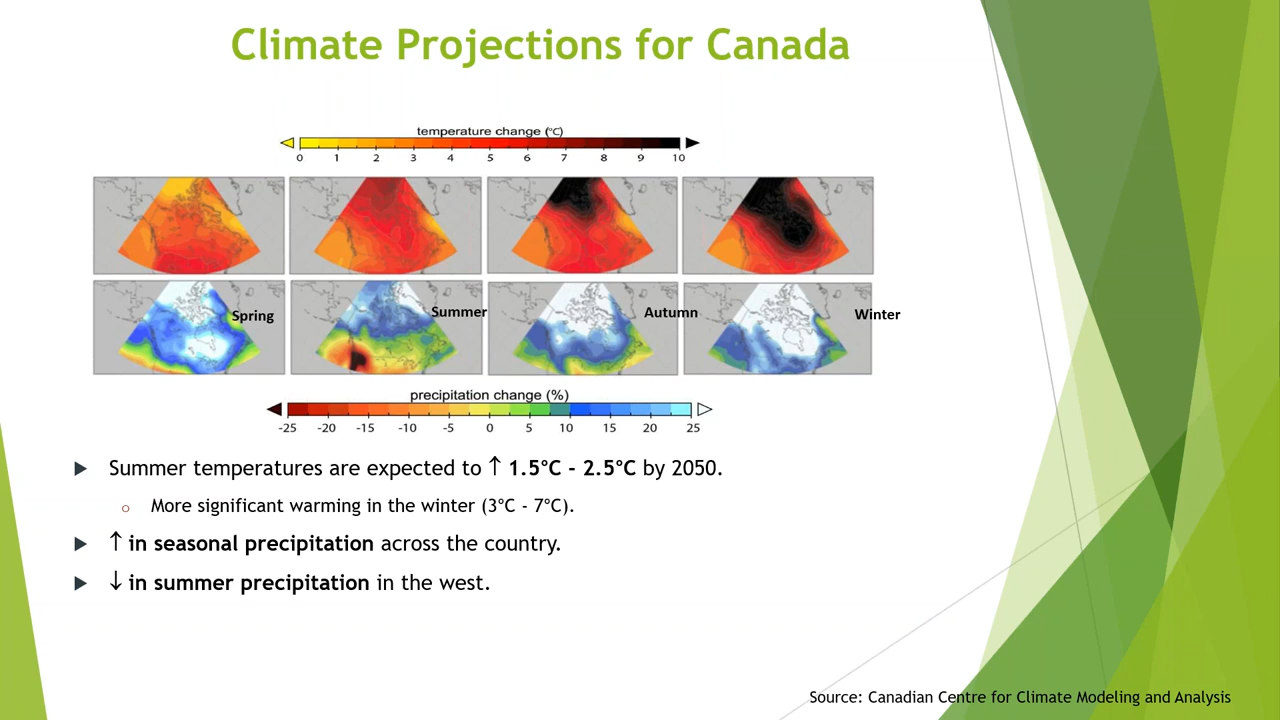 Climate Projections for Canada
temperature change (°C)
0 1 2 3 4 5 6 7 8 9 10
Spring Summer Autumn Winter
precipitation change (%)
-25 -20 -15 -10 -5 0 5 10 15 20 25
Summer temperatures are expected to ↑ 1.5°C - 2.5°C by 2050.
More significant warming in the winter (3°C - 7°C).
↑ in seasonal precipitation across the country.
↓ in summer precipitation in the west.
Source: Canadian Centre for Climate Modeling and Analysis